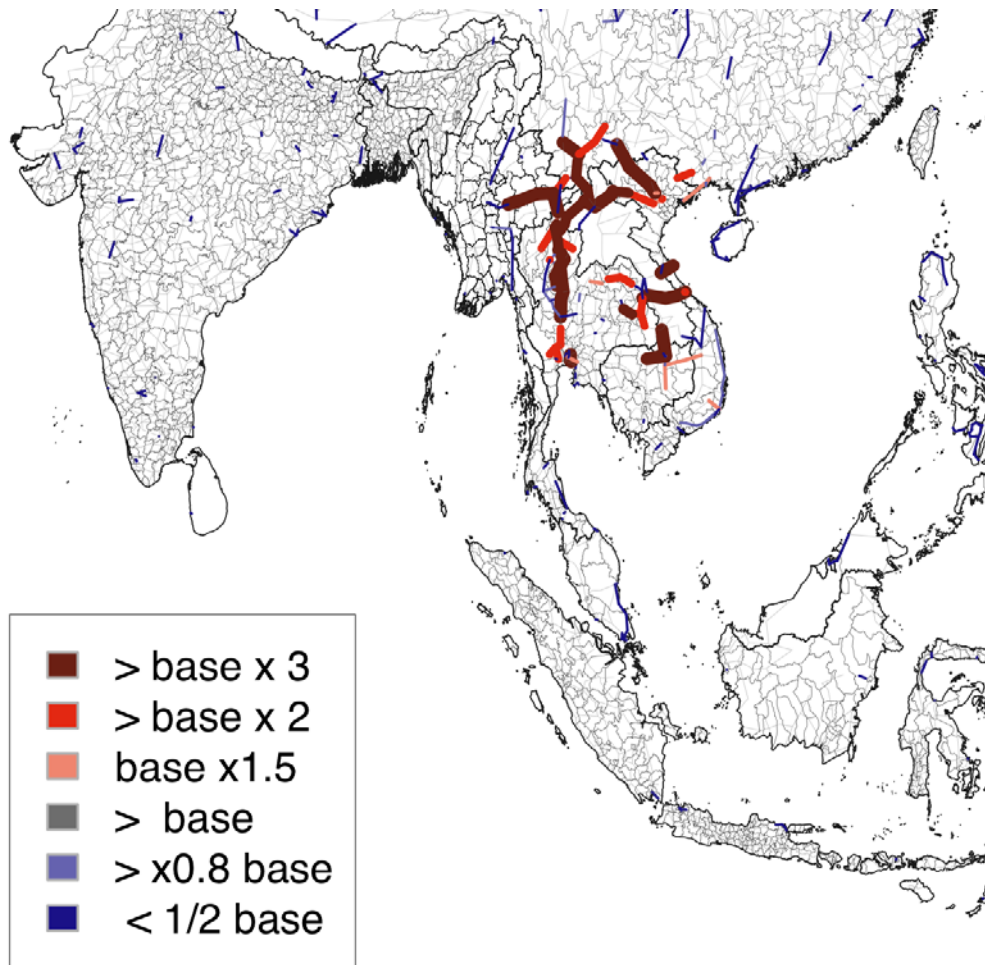 > base x 3
> base x 2
base x1.5
> base
> x0.8 base
< 1/2 base